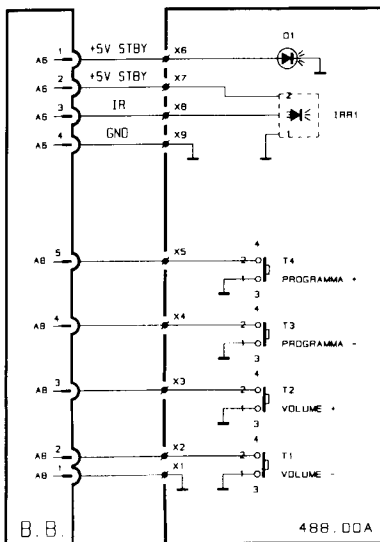 D1
1 +5V STBY X6
A6
2 +5V STBY X7
A6
2
3 IR X8
A6
IRR1
4 GND X9
A6
1
4
5 X5
A8
2 T4
1 PROGRAMMA +
3
4
4 X4
A8
2 T3
1 PROGRAMMA -
3
4
3 X3
A8
2 T2
1 VOLUME +
3
4
2 X2
A8
2 T1
1 X1
A8
1 VOLUME -
3
B.B.
488.00A